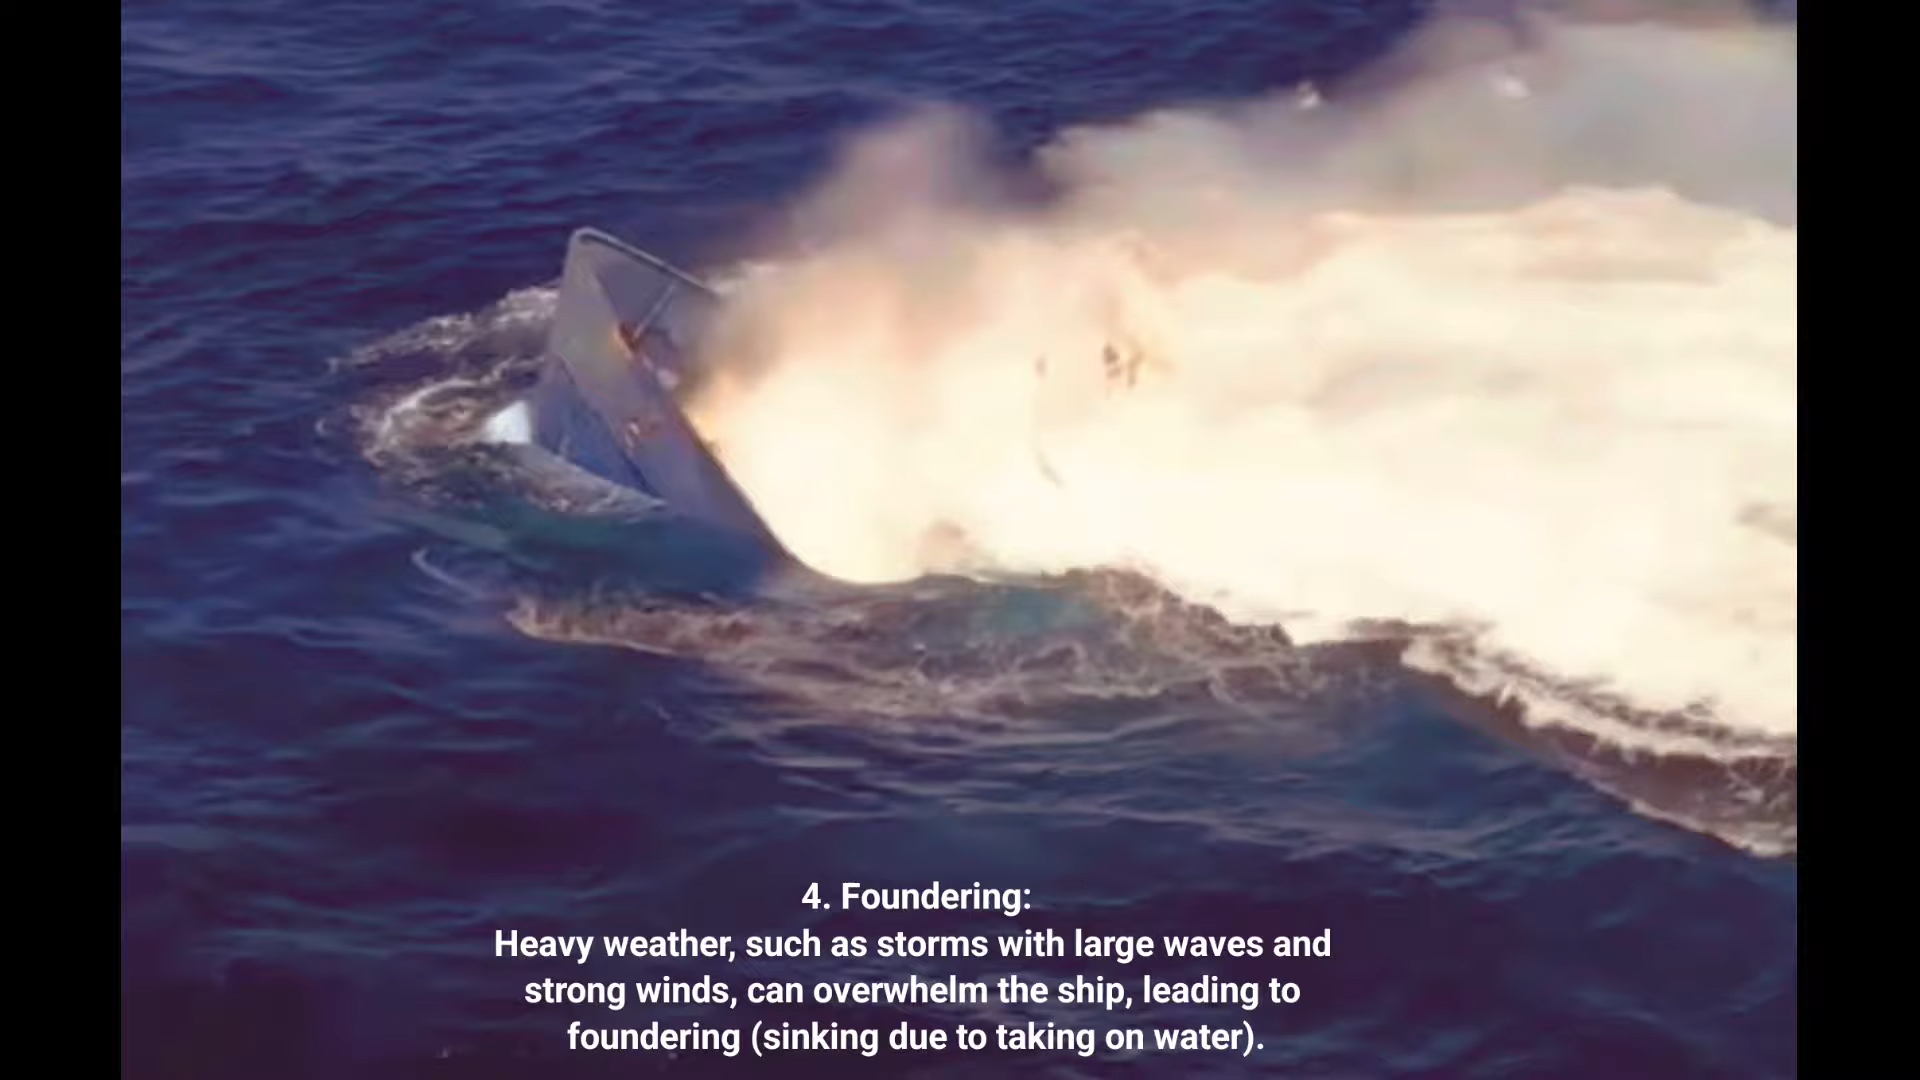 4. Foundering:
Heavy weather, such as storms with large waves and
strong winds, can overwhelm the ship, leading to
foundering (sinking due to taking on water).